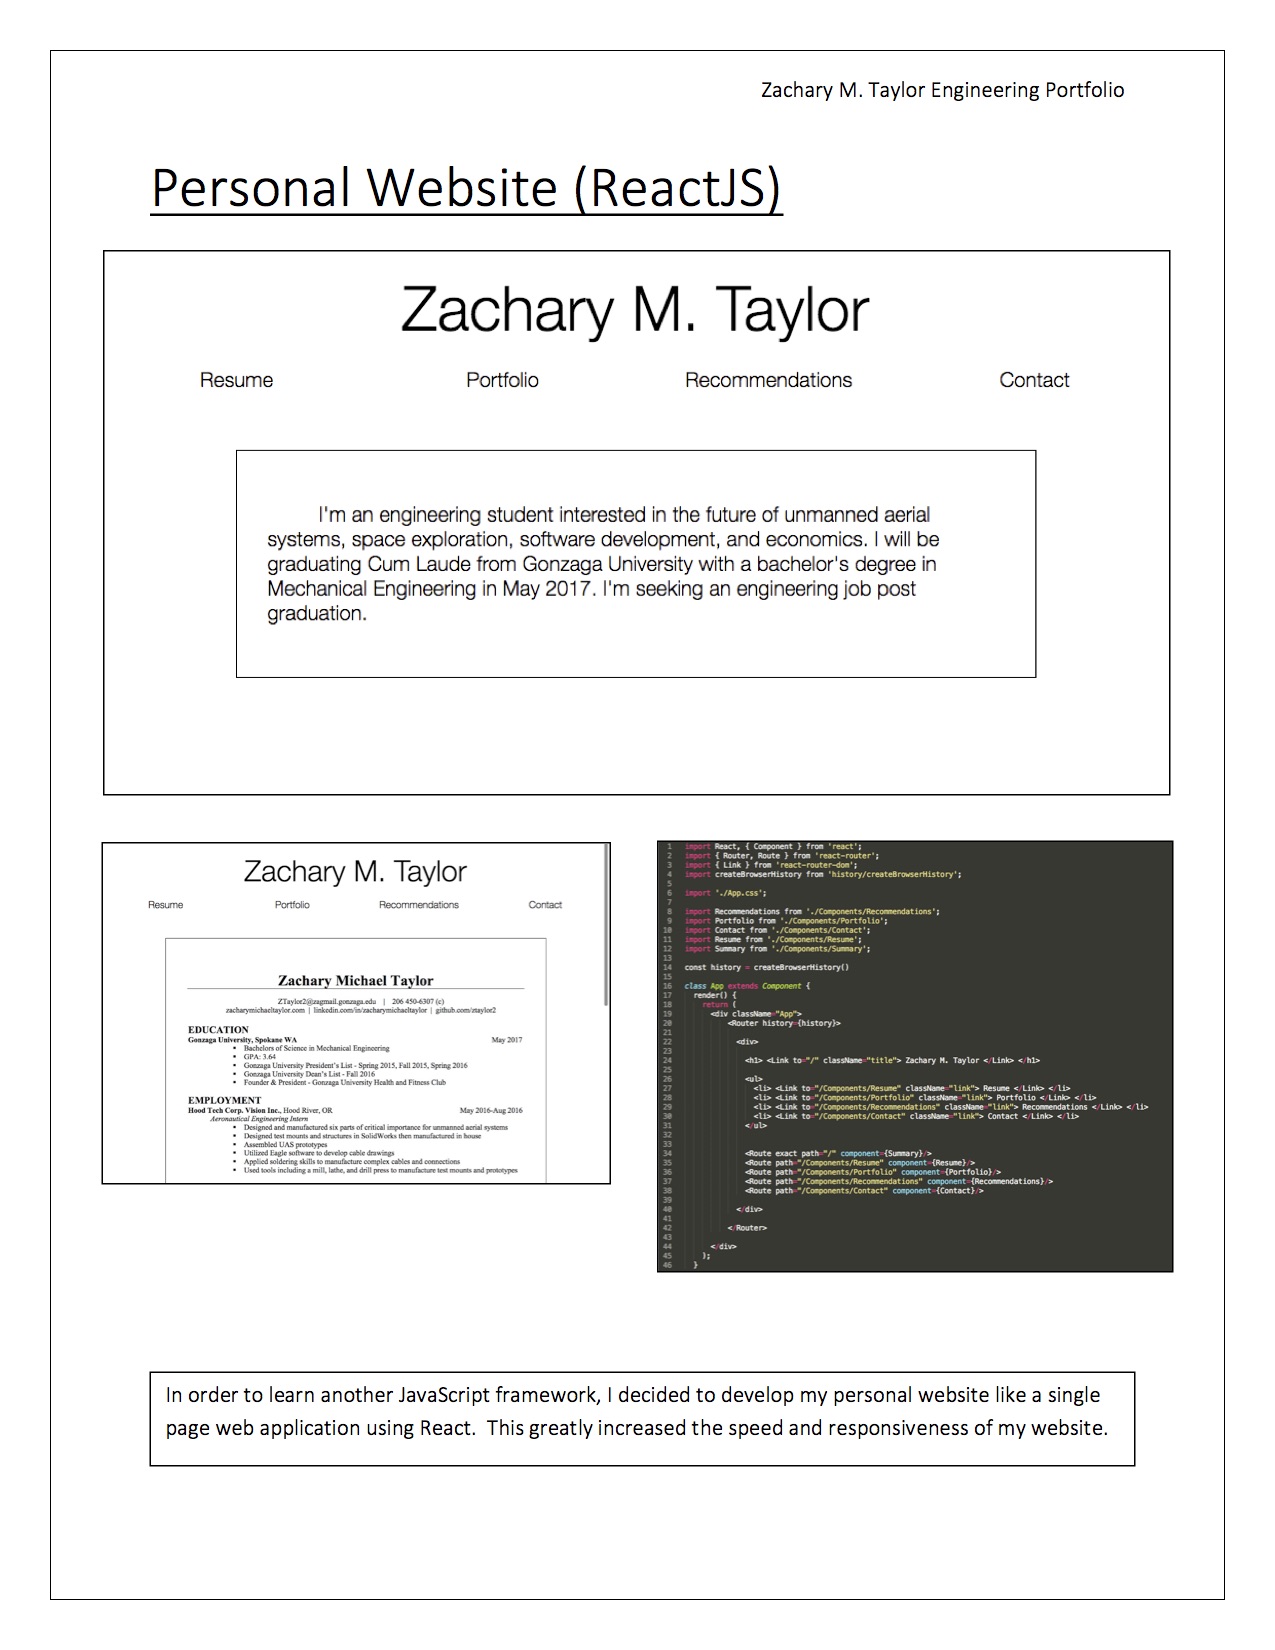 Zachary M. Taylor Engineering Portfolio
Personal Website (ReactJS)
Zachary M. Taylor
Resume Portfolio Recommendations Contact
I'm an engineering student interested in the future of unmanned aerial
systems, space exploration, software development, and economics. I will be
graduating Cum Laude from Gonzaga University with a bachelor's degree in
Mechanical Engineering in May 2017. I'm seeking an engineering job post
graduation.
Zachary M. Taylor
Resume Portfolio Recommendations Contact
Zachary Michael Taylor
ZTaylor2@zagmail.gonzaga.edu | 206 450-6307 (c)
zacharymichaeltaylor.com | linkedin.com/in/zacharymichaeltaylor | github.com/ztaylor2
EDUCATION
Gonzaga University, Spokane WA May 2017
• Bachelors of Science in Mechanical Engineering
• GPA: 3.64
• Gonzaga University President's List - Spring 2015, Fall 2015, Spring 2016
• Gonzaga University Dean's List - Fall 2016
• Founder & President - Gonzaga University Health and Fitness Club
EMPLOYMENT
Hood Tech Corp. Vision Inc., Hood River, OR May 2016-Aug 2016
Aeronautical Engineering Intern
• Designed and manufactured six parts of critical importance for unmanned aerial systems
• Designed test mounts and structures in SolidWorks then manufactured in house
• Assembled UAS prototypes
• Utilized Eagle software to develop cable drawings
• Applied soldering skills to manufacture complex cables and connections
• Used tools including a mill, lathe, and drill press to manufacture test mounts and prototypes
1 import React, { Component } from 'react';
2 import { Router, Route } from 'react-router';
3 import { Link } from 'react-router-dom';
4 import createBrowserHistory from 'history/createBrowserHistory';
5
6 import './App.css';
7
8 import Recommendations from './Components/Recommendations';
9 import Portfolio from './Components/Portfolio';
10 import Contact from './Components/Contact';
11 import Resume from './Components/Resume';
12 import Summary from './Components/Summary';
13
14 const history = createBrowserHistory()
15
16 class App extends Component {
17 render() {
18 return (
19 <div className="App">
20 <Router history={history}>
21
22 <div>
23
24 <h1> <Link to="/" className="title"> Zachary M. Taylor </Link> </h1>
25
26 <ul>
27 <li> <Link to="/Components/Resume" className="link"> Resume </Link> </li>
28 <li> <Link to="/Components/Portfolio" className="link"> Portfolio </Link> </li>
29 <li> <Link to="/Components/Recommendations" className="link"> Recommendations </Link> </li>
30 <li> <Link to="/Components/Contact" className="link"> Contact </Link> </li>
31 </ul>
32
33
34 <Route exact path="/" component={Summary}/>
35 <Route path="/Components/Resume" component={Resume}/>
36 <Route path="/Components/Portfolio" component={Portfolio}/>
37 <Route path="/Components/Recommendations" component={Recommendations}/>
38 <Route path="/Components/Contact" component={Contact}/>
39
40 </div>
41
42 </Router>
43
44 </div>
45 );
46 }
In order to learn another JavaScript framework, I decided to develop my personal website like a single
page web application using React. This greatly increased the speed and responsiveness of my website.